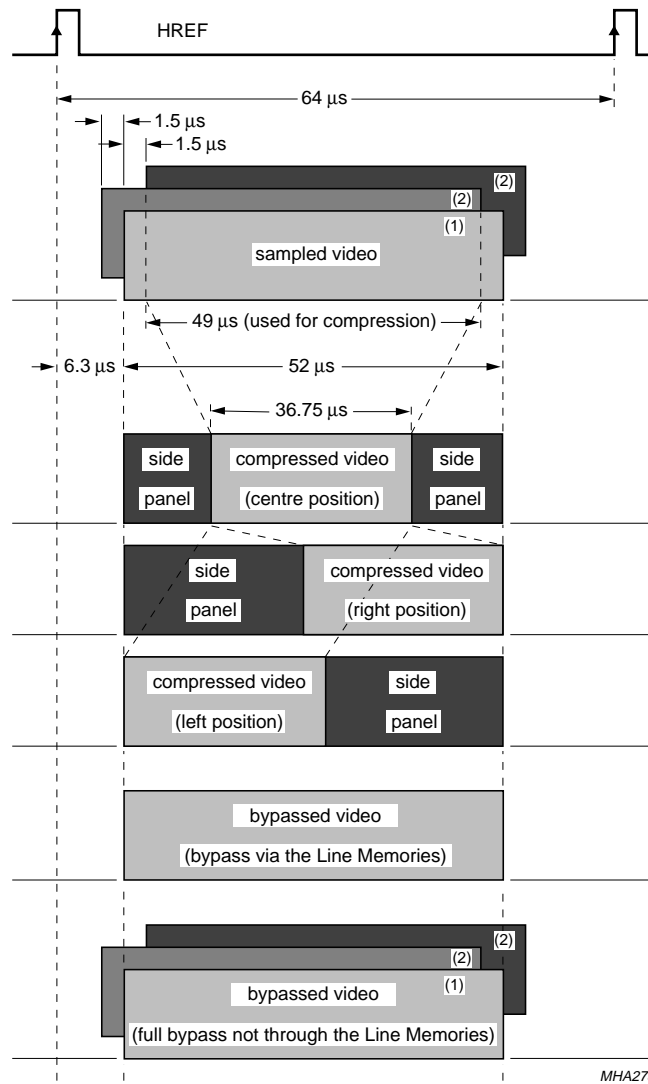 HREF
64 μs
1.5 μs
1.5 μs
(2)
(2)
(1)
sampled video
49 μs (used for compression)
6.3 μs
52 μs
36.75 μs
side
panel
compressed video
(centre position)
side
panel
side
panel
compressed video
(right position)
compressed video
(left position)
side
panel
bypassed video
(bypass via the Line Memories)
(2)
(2)
(1)
bypassed video
(full bypass not through the Line Memories)
MHA27